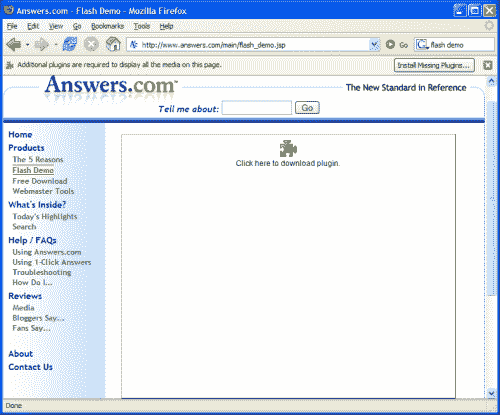 Answers.com - Flash Demo - Mozilla Firefox
File Edit View Go Bookmarks Tools Help
http://www.answers.com/main/flash_demo.jsp Go flash demo
Additional plugins are required to display all the media on this page. Install Missing Plugins...
Answers.com™ The New Standard in Reference
Tell me about: Go
Home
Products
The 5 Reasons
Flash Demo
Free Download
Webmaster Tools
What's Inside?
Today's Highlights
Search
Help / FAQs
Using Answers.com
Using 1-Click Answers
Troubleshooting
How Do I...
Reviews
Media
Bloggers Say...
Fans Say...
About
Contact Us
Click here to download plugin.
Done